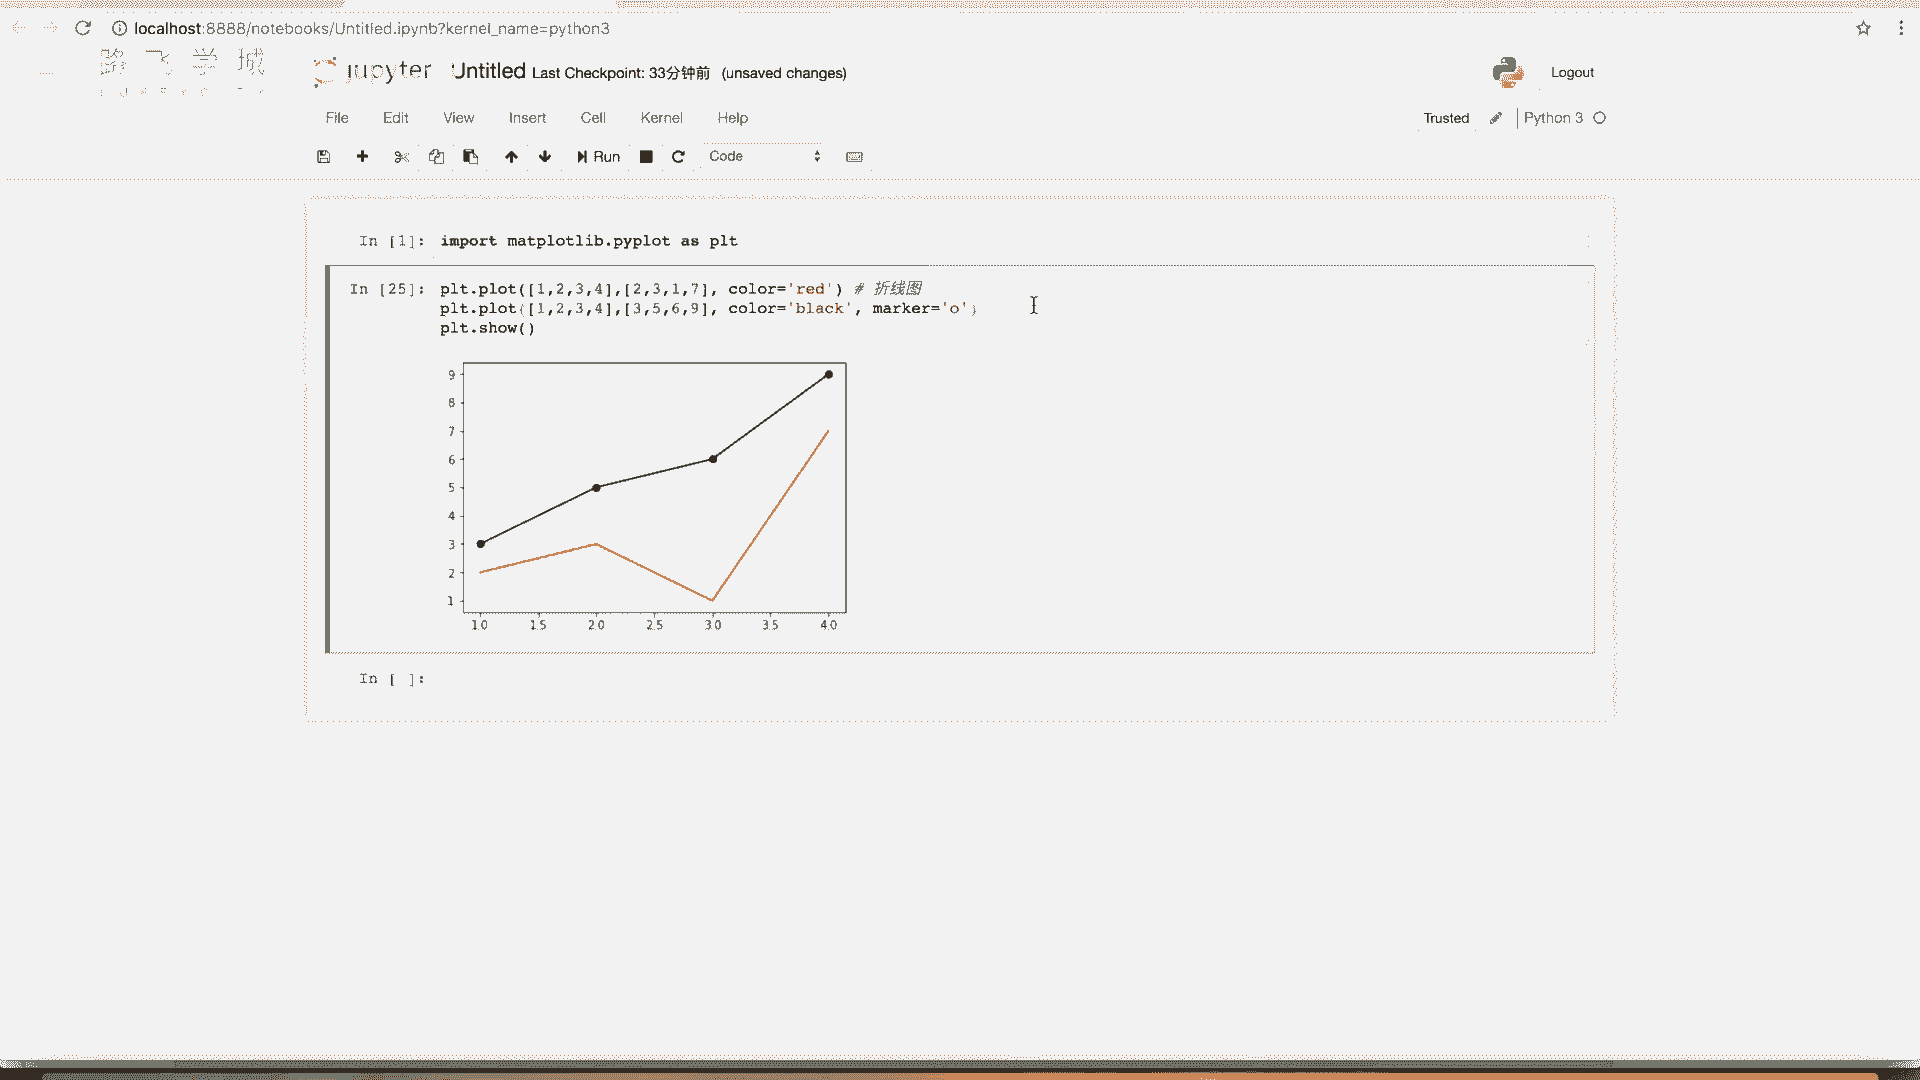 localhost:8888/notebooks/Untitled.ipynb?kernel_name=python3
路飞学城
jupyter Untitled Last Checkpoint: 33分钟前 (unsaved changes)
Logout
File Edit View Insert Cell Kernel Help
Trusted Python 3
Run Code
In [1]: import matplotlib.pyplot as plt
In [25]: plt.plot([1,2,3,4],[2,3,1,7], color='red') # 折线图
plt.plot([1,2,3,4],[3,5,6,9], color='black', marker='o')
plt.show()
9
8
7
6
5
4
3
2
1
1.0 1.5 2.0 2.5 3.0 3.5 4.0
In [ ]: